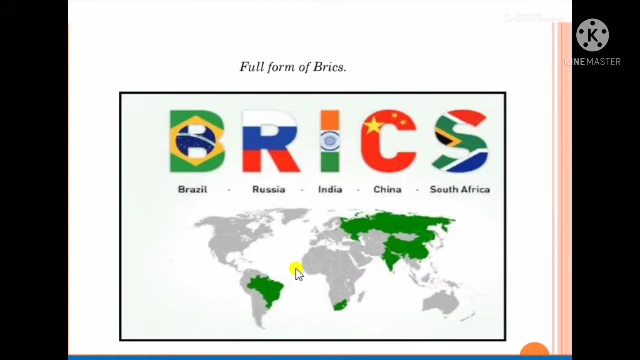 K
KINEMASTER
Full form of Brics.
BRICS
Brazil · Russia · India · China · South Africa